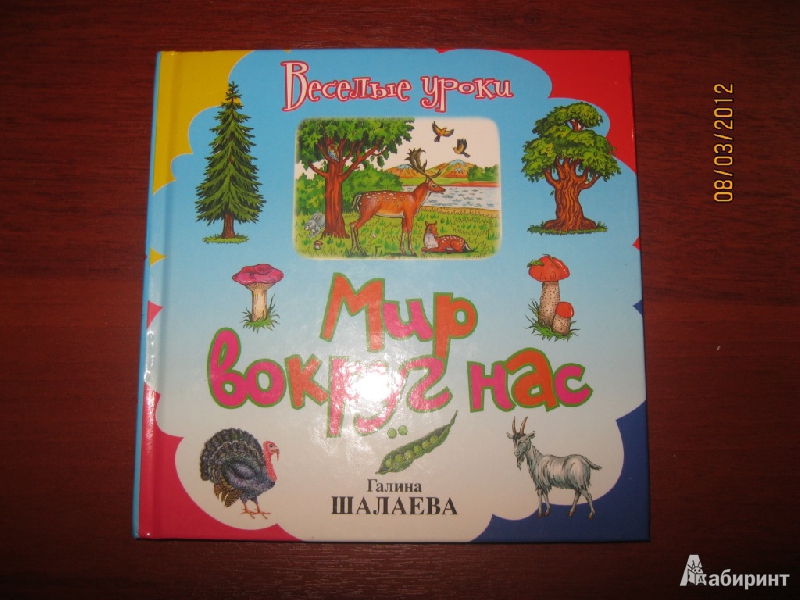 Веселые уроки
Мир
вокруг нас
Галина
ШАЛАЕВА
08/03/2012
Лабиринт